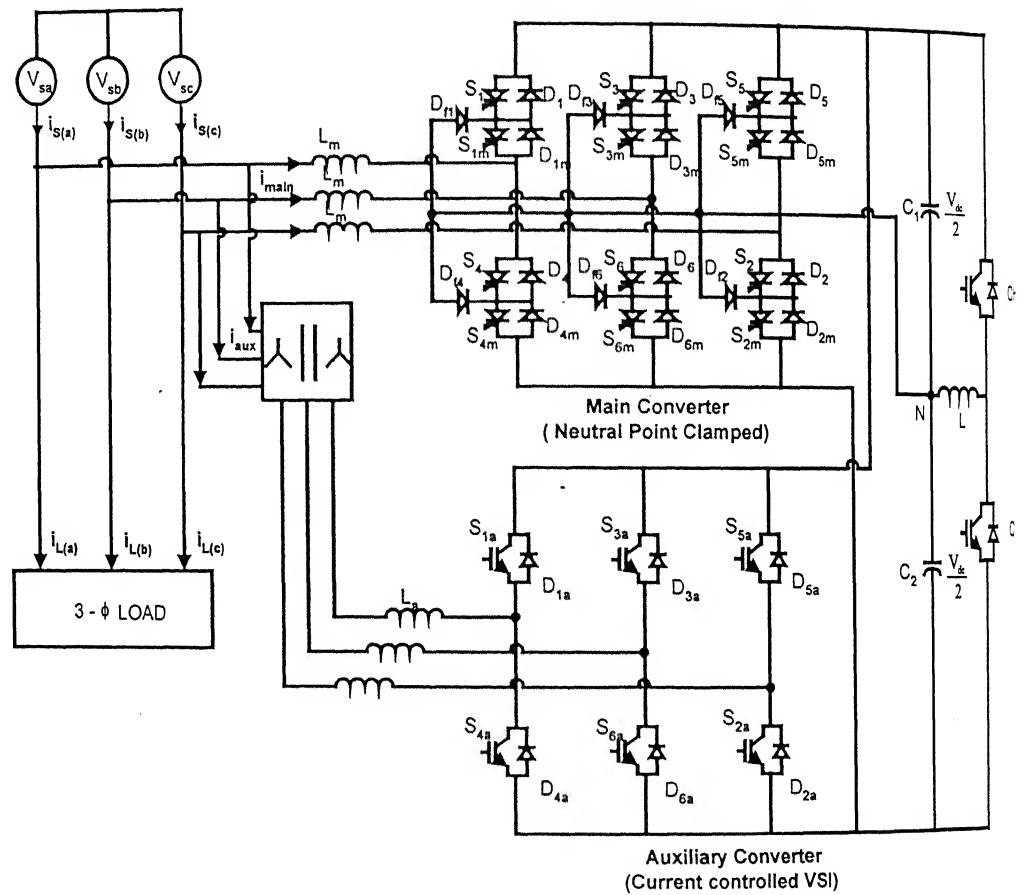 Vsa Vsb Vsc
iS(a) iS(b) iS(c)
Lm
imain
Lm
Lm
S1 D1
Df1
S1m D1m
S3 D3
Df3
S3m D3m
S5 D5
Df5
S5m D5m
S4
Df4
S4m D4m
S6 D6
Df6
S6m D6m
S2 D2
Df2
S2m D2m
C1 Vdc/2
iaux
Main Converter
( Neutral Point Clamped)
N L
C2 Vdc/2
iL(a) iL(b) iL(c)
3 - ϕ LOAD
La
S1a D1a
S3a D3a
S5a D5a
S4a D4a
S6a D6a
S2a D2a
Auxiliary Converter
(Current controlled VSI)